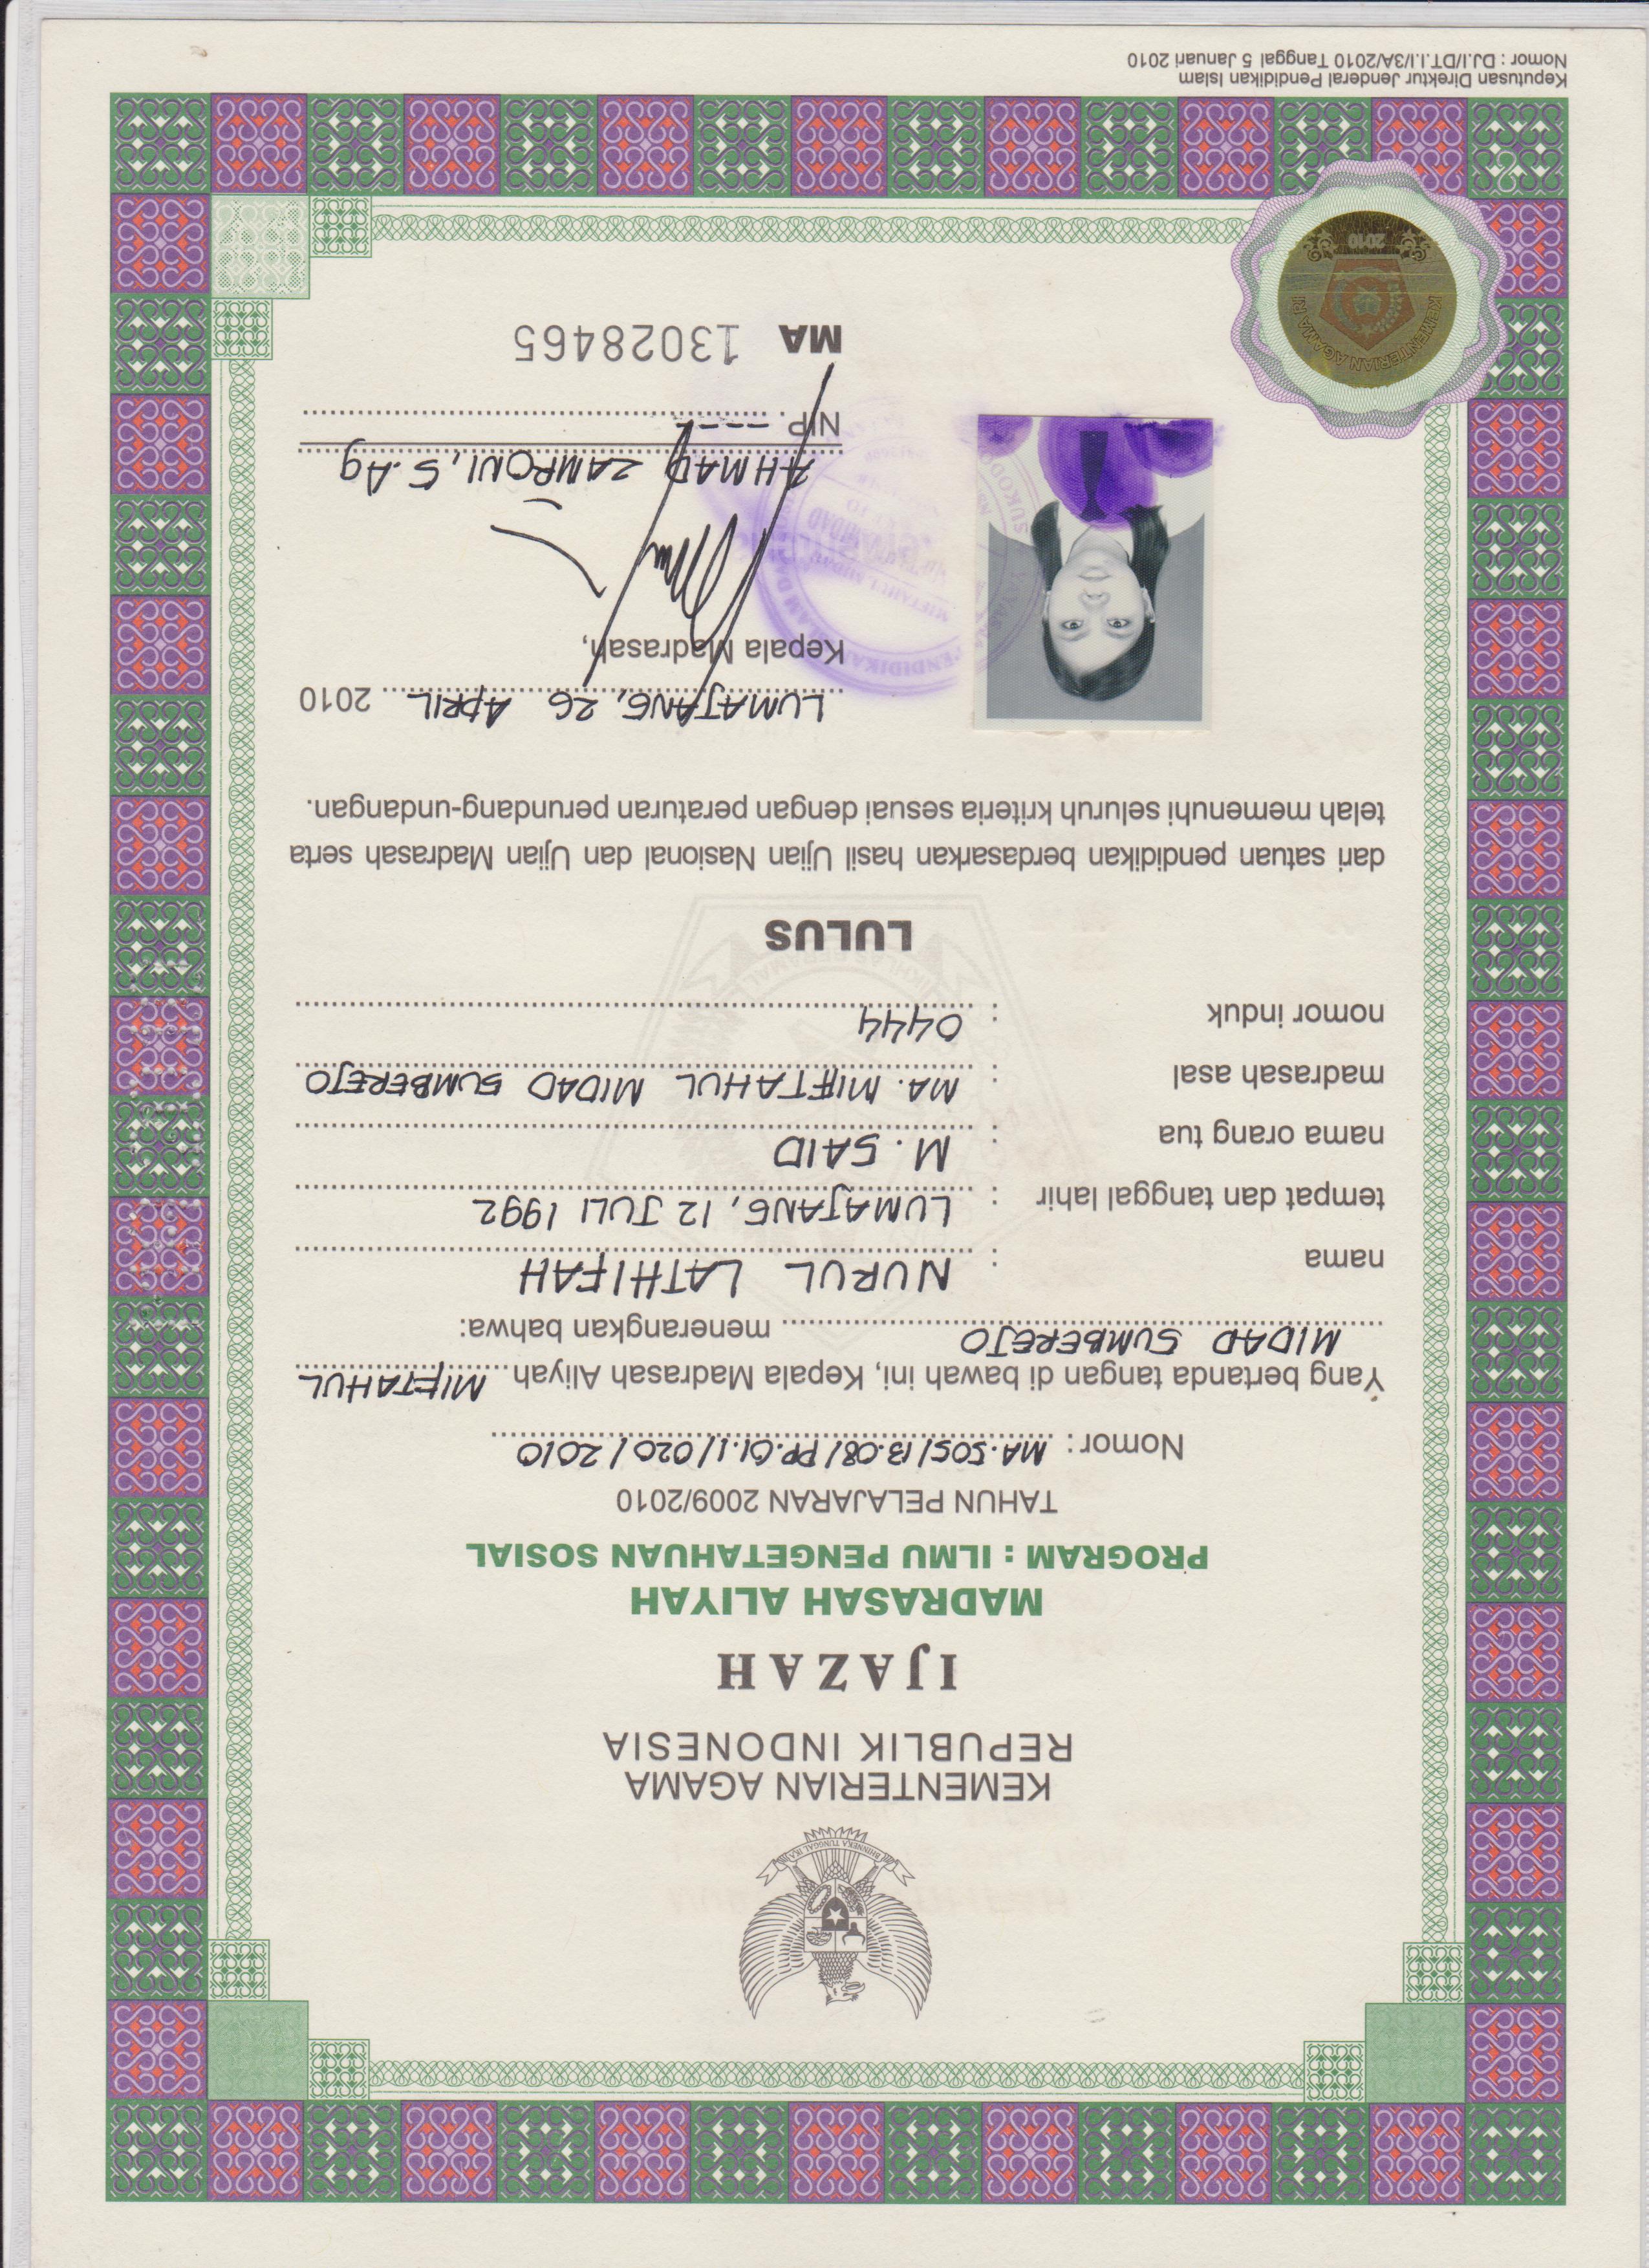 KEMENTERIAN AGAMA
REPUBLIK INDONESIA
IJAZAH
MADRASAH ALIYAH
PROGRAM : ILMU PENGETAHUAN SOSIAL
TAHUN PELAJARAN 2009/2010
Nomor : MA.505/13.08/PP.01.1/020/2010
Yang bertanda tangan di bawah ini, Kepala Madrasah Aliyah MIFTAHUL
MIDAD SUMBEREJO menerangkan bahwa:
nama : NURUL LATHIFAH
tempat dan tanggal lahir : LUMAJANG, 12 JULI 1992
nama orang tua : M. SAID
madrasah asal : MA. MIFTAHUL MIDAD SUMBEREJO
nomor induk : 0444
LULUS
dari satuan pendidikan berdasarkan hasil Ujian Nasional dan Ujian Madrasah serta
telah memenuhi seluruh kriteria sesuai dengan peraturan perundang-undangan.
LUMAJANG, 26 APRIL 2010
Kepala Madrasah,
AHMAD ZAMRONI, S.Ag
NIP. ----
MA 13028465
KEMENTERIAN AGAMA RI
2010
Keputusan Direktur Jenderal Pendidikan Islam
Nomor : DJ.I/DT.I.I/3A/2010 Tanggal 5 Januari 2010